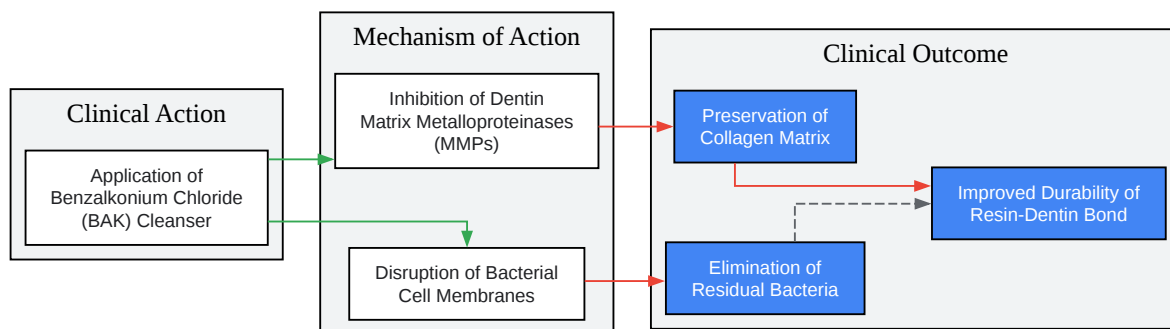 Clinical Action
Application of
Benzalkonium Chloride
(BAK) Cleanser
Mechanism of Action
Inhibition of Dentin
Matrix Metalloproteinases
(MMPs)
Disruption of Bacterial
Cell Membranes
Clinical Outcome
Preservation of
Collagen Matrix
Improved Durability of
Resin-Dentin Bond
Elimination of
Residual Bacteria